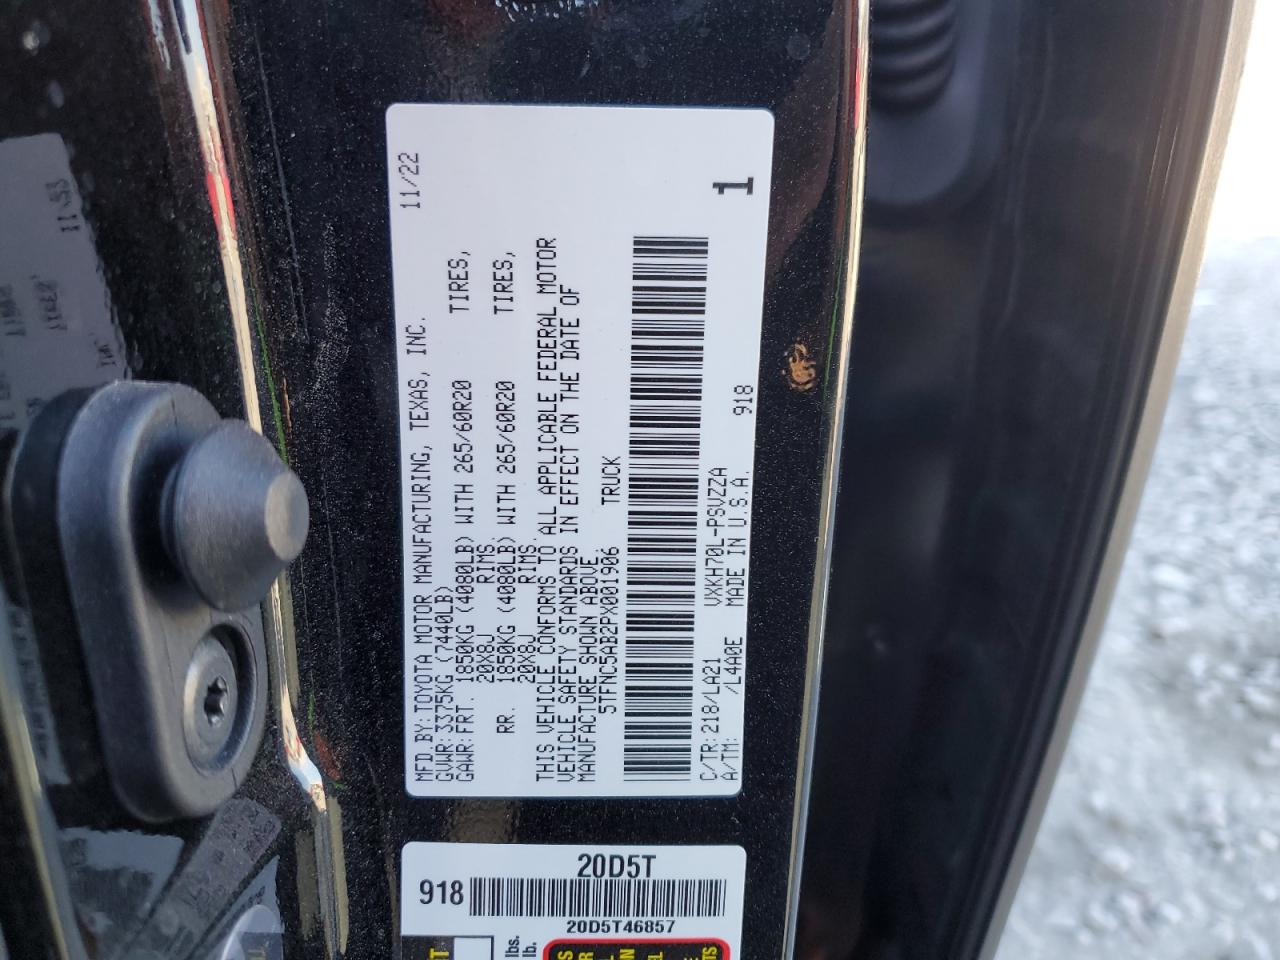 11/22
MFD.BY:TOYOTA MOTOR MANUFACTURING, TEXAS, INC.
GVWR:3375KG (7440LB)
GAWR:FRT. 1850KG (4080LB) WITH 265/60R20 TIRES,
20X8J RIMS
RR. 1850KG (4080LB) WITH 265/60R20 TIRES,
20X8J RIMS.
THIS VEHICLE CONFORMS TO ALL APPLICABLE FEDERAL MOTOR
VEHICLE SAFETY STANDARDS IN EFFECT ON THE DATE OF
MANUFACTURE SHOWN ABOVE.
5TFNC5AB2PX001906 TRUCK
1
C/TR:218/LA21 VXKH70L-PSVZZA
A/TM: /L4A0E MADE IN U.S.A. 918
20D5T
918
20D5T46857
lbs.
lb.